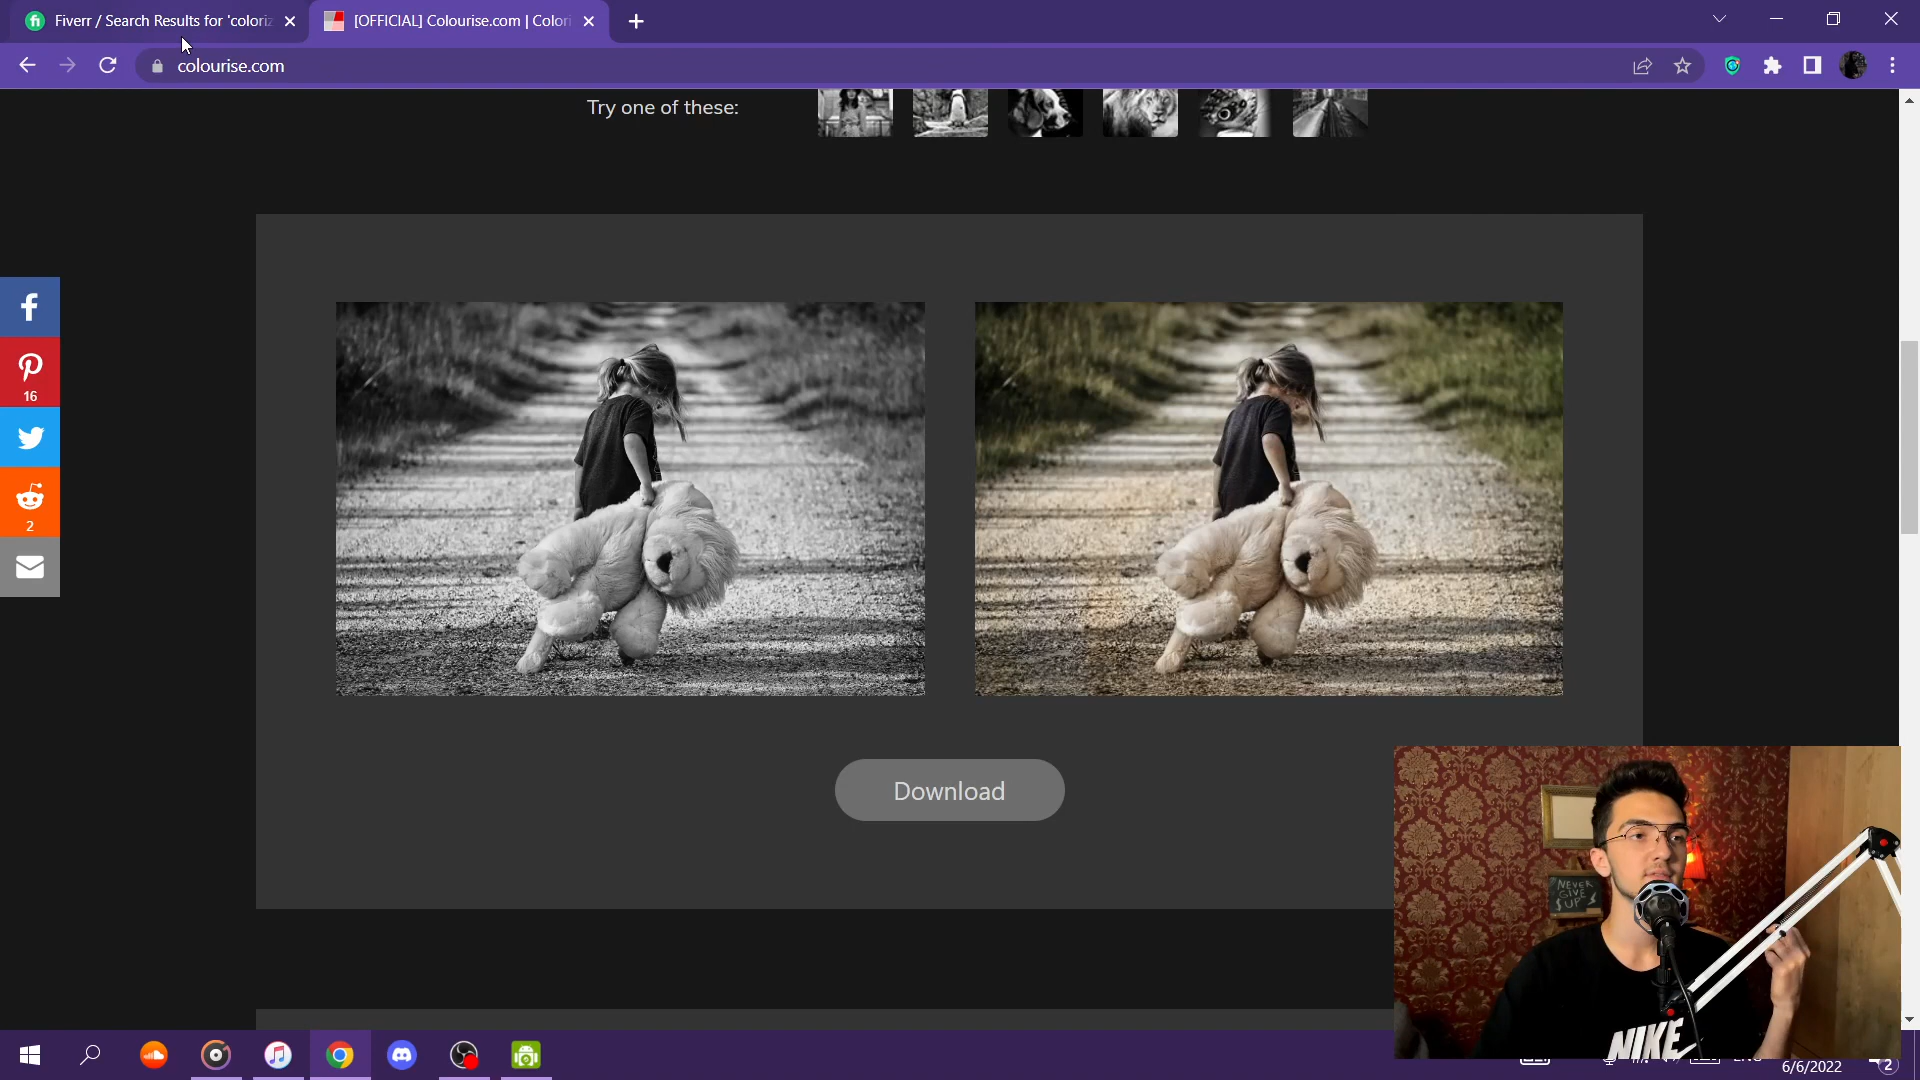 Fiverr / Search Results for 'coloriz
[OFFICIAL] Colourise.com | Colori
colourise.com
Try one of these:
16
2
Download
NEVER
GIVE
UP
NIKE
6/6/2022
2